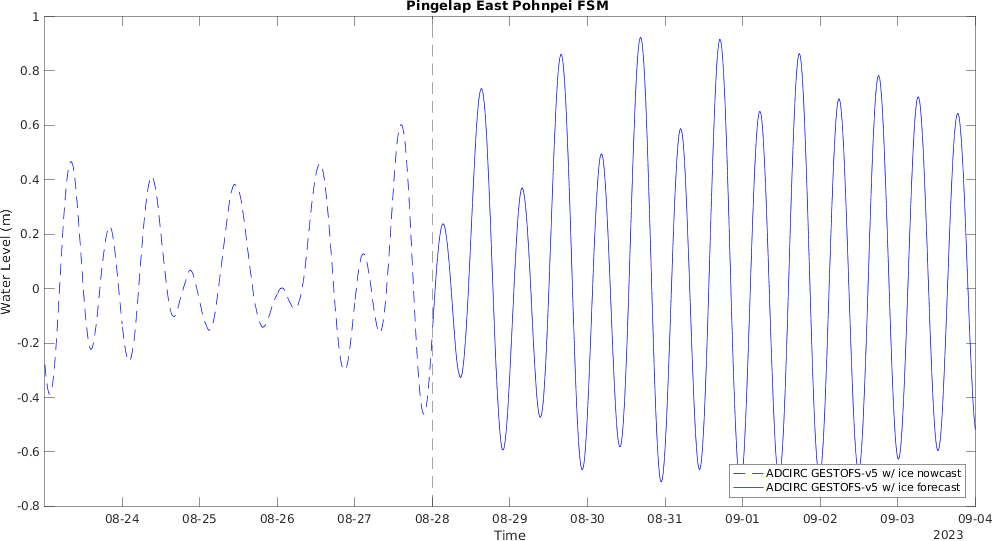 Pingelap East Pohnpei FSM
1
0.8
0.6
0.4
0.2
0
-0.2
-0.4
-0.6
-0.8
Water Level (m)
ADCIRC GESTOFS-v5 w/ ice nowcast
ADCIRC GESTOFS-v5 w/ ice forecast
08-24 08-25 08-26 08-27 08-28 08-29 08-30 08-31 09-01 09-02 09-03 09-04
Time
2023